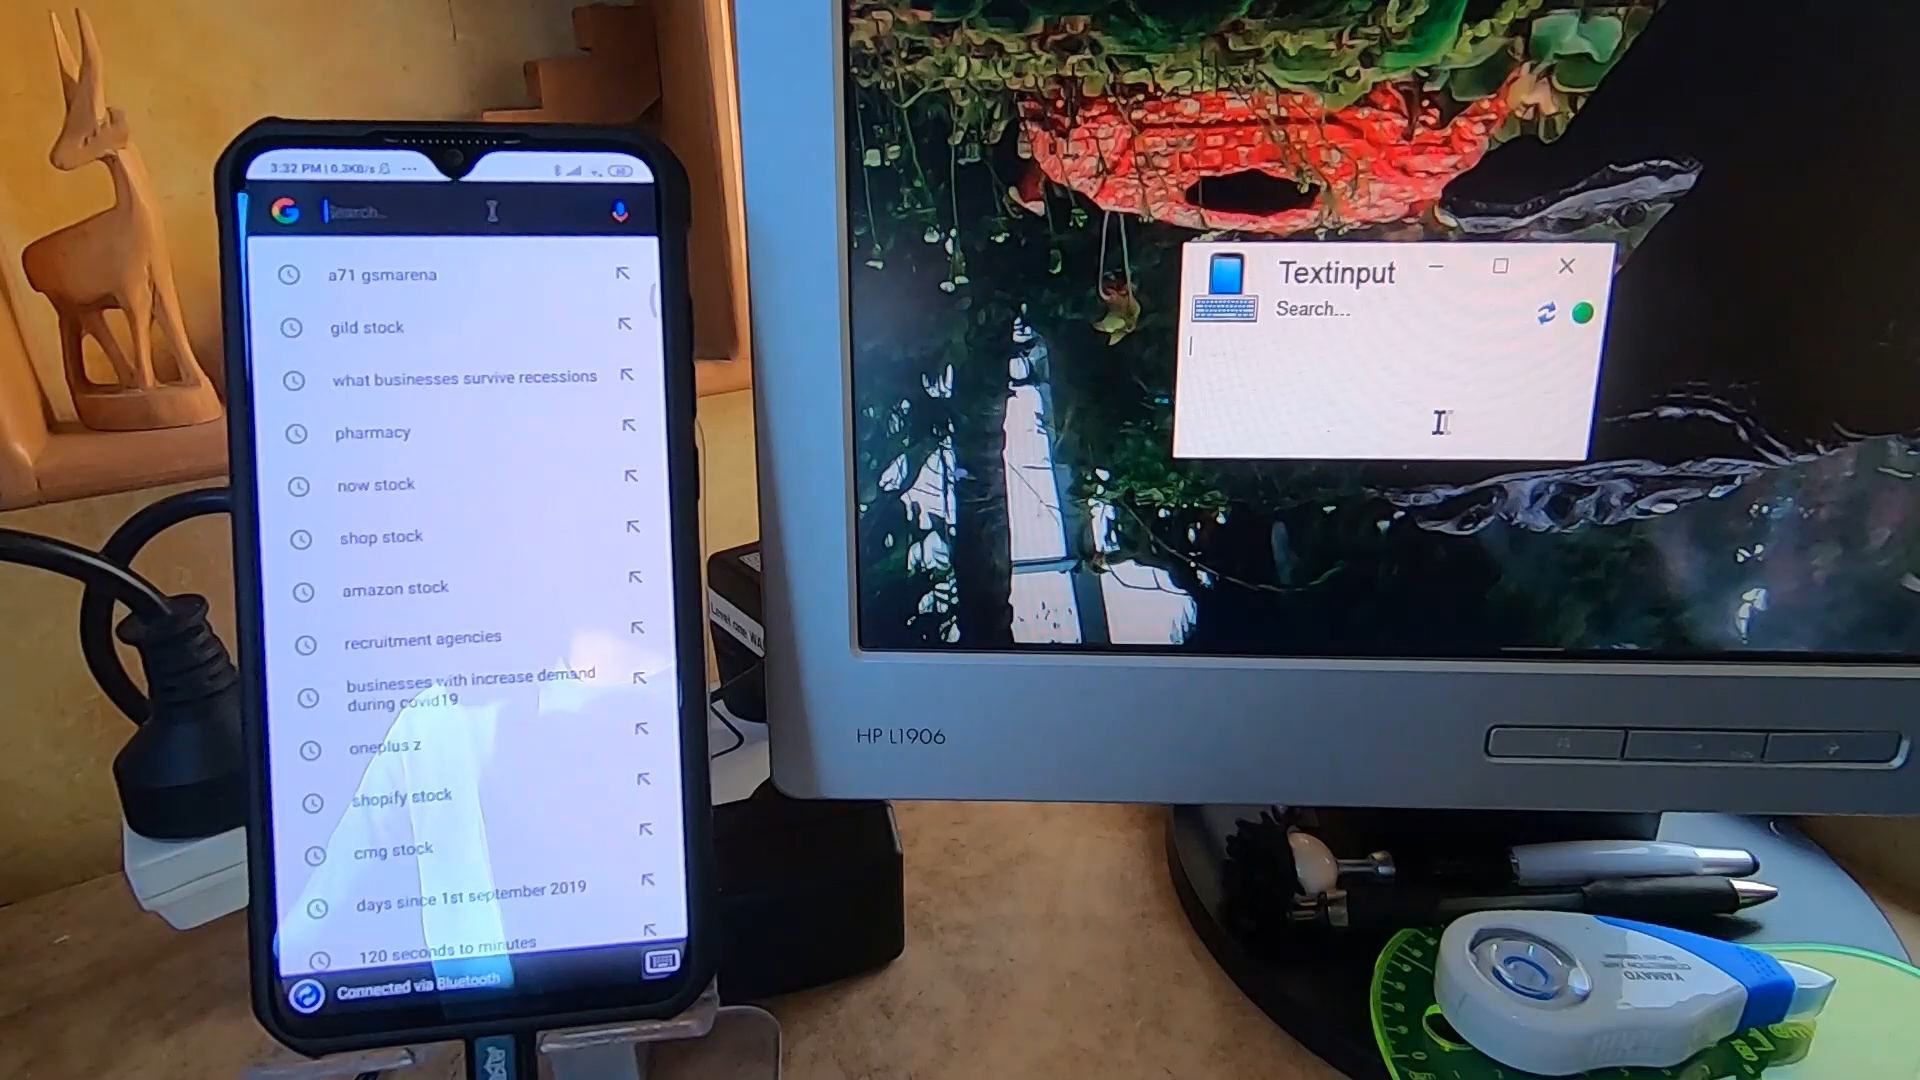 3:32 PM | 0.3KB/s
Search...
a71 gsmarena
gild stock
what businesses survive recessions
pharmacy
now stock
shop stock
amazon stock
recruitment agencies
businesses with increase demand
during covid19
oneplus z
shopify stock
cmg stock
days since 1st september 2019
120 seconds to minutes
Connected via Bluetooth
Textinput
Search...
HP L1906
YAMAYO